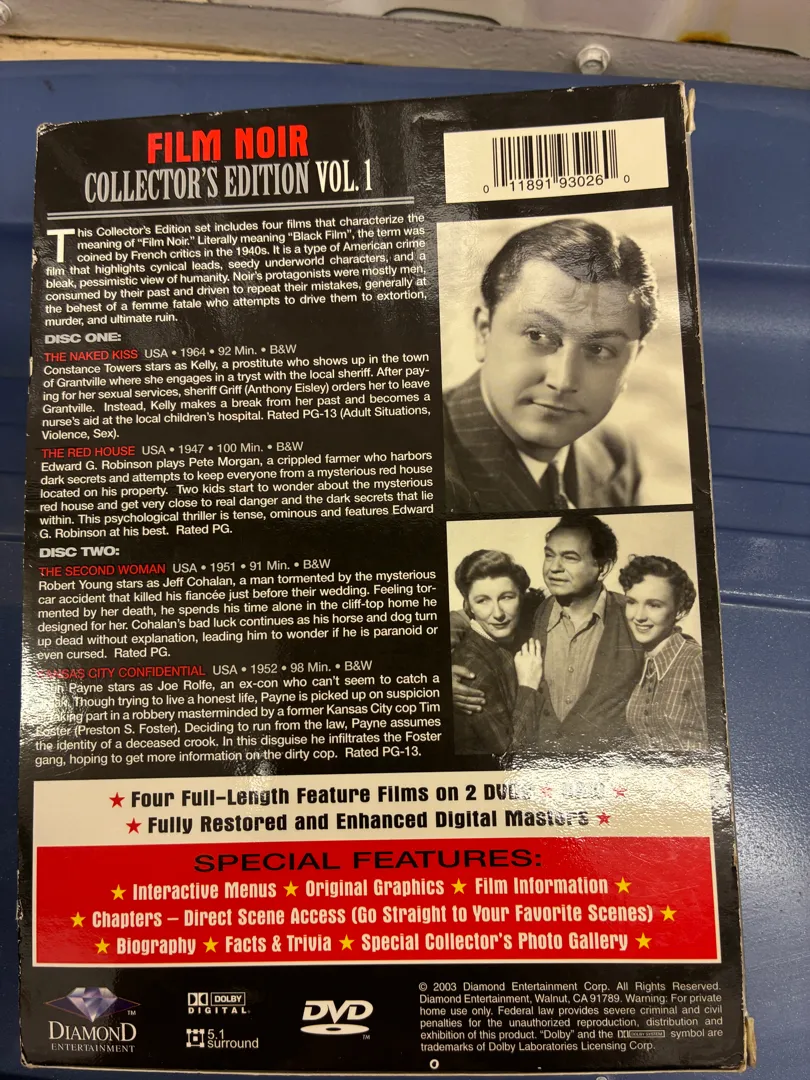 FILM NOIR
COLLECTOR'S EDITION VOL. 1
0 11891 93026 0
This Collector's Edition set includes four films that characterize the
meaning of "Film Noir." Literally meaning "Black Film", the term was
coined by French critics in the 1940s. It is a type of American crime
film that highlights cynical leads, seedy underworld characters, and a
bleak, pessimistic view of humanity. Noir's protagonists were mostly men,
consumed by their past and driven to repeat their mistakes, generally at
the behest of a femme fatale who attempts to drive them to extortion,
murder, and ultimate ruin.
DISC ONE:
THE NAKED KISS USA • 1964 • 92 Min. • B&W
Constance Towers stars as Kelly, a prostitute who shows up in the town
of Grantville where she engages in a tryst with the local sheriff. After pay-
ing for her sexual services, sheriff Griff (Anthony Eisley) orders her to leave
Grantville. Instead, Kelly makes a break from her past and becomes a
nurse's aid at the local children's hospital. Rated PG-13 (Adult Situations,
Violence, Sex).
THE RED HOUSE USA • 1947 • 100 Min. • B&W
Edward G. Robinson plays Pete Morgan, a crippled farmer who harbors
dark secrets and attempts to keep everyone from a mysterious red house
located on his property. Two kids start to wonder about the mysterious
red house and get very close to real danger and the dark secrets that lie
within. This psychological thriller is tense, ominous and features Edward
G. Robinson at his best. Rated PG.
DISC TWO:
THE SECOND WOMAN USA • 1951 • 91 Min. • B&W
Robert Young stars as Jeff Cohalan, a man tormented by the mysterious
car accident that killed his fiancée just before their wedding. Feeling tor-
mented by her death, he spends his time alone in the cliff-top home he
designed for her. Cohalan's bad luck continues as his horse and dog turn
up dead without explanation, leading him to wonder if he is paranoid or
even cursed. Rated PG.
KANSAS CITY CONFIDENTIAL USA • 1952 • 98 Min. • B&W
Payne stars as Joe Rolfe, an ex-con who can't seem to catch a
Though trying to live a honest life, Payne is picked up on suspicion
taking part in a robbery masterminded by a former Kansas City cop Tim
Foster (Preston S. Foster). Deciding to run from the law, Payne assumes
the identity of a deceased crook. In this disguise he infiltrates the Foster
gang, hoping to get more information on the dirty cop. Rated PG-13.
★ Four Full-Length Feature Films on 2 DVDs ★
★ Fully Restored and Enhanced Digital Masters ★
SPECIAL FEATURES:
★ Interactive Menus ★ Original Graphics ★ Film Information ★
★ Chapters – Direct Scene Access (Go Straight to Your Favorite Scenes) ★
★ Biography ★ Facts & Trivia ★ Special Collector's Photo Gallery ★
DIAMOND
ENTERTAINMENT
TM
DOLBY
DIGITAL
5.1
surround
DVD
TM
© 2003 Diamond Entertainment Corp. All Rights Reserved.
Diamond Entertainment, Walnut, CA 91789. Warning: For private
home use only. Federal law provides severe criminal and civil
penalties for the unauthorized reproduction, distribution and
exhibition of this product. "Dolby" and the symbol are
trademarks of Dolby Laboratories Licensing Corp.